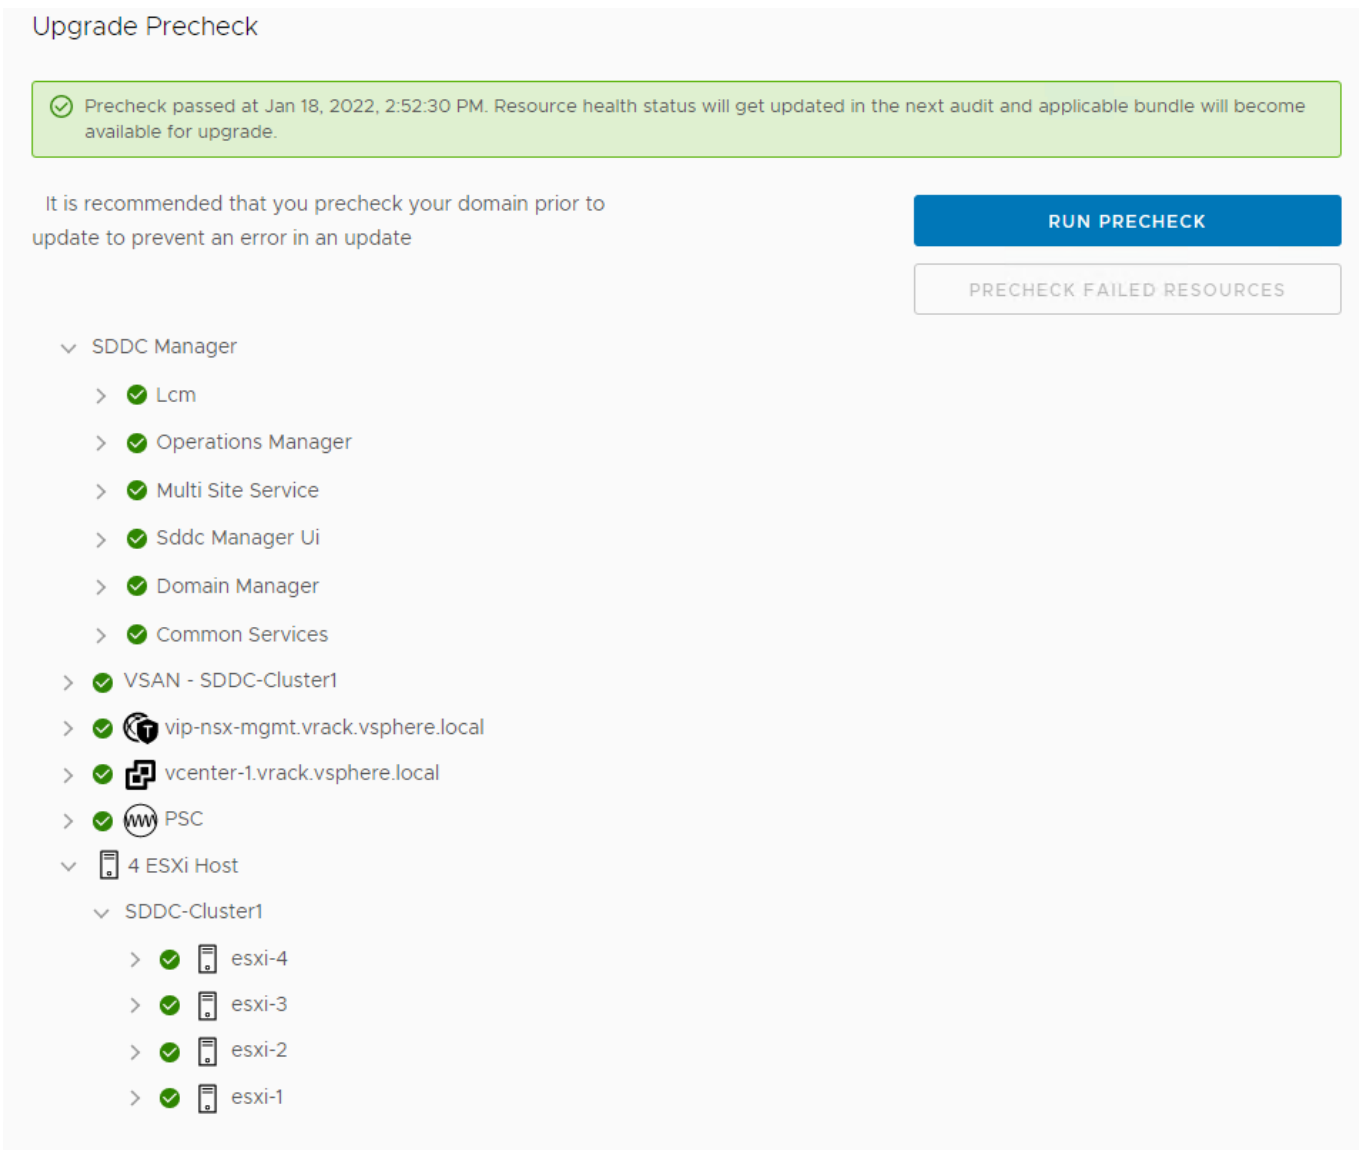 Upgrade Precheck
Precheck passed at Jan 18, 2022, 2:52:30 PM. Resource health status will get updated in the next audit and applicable bundle will become
available for upgrade.
It is recommended that you precheck your domain prior to
update to prevent an error in an update
RUN PRECHECK
PRECHECK FAILED RESOURCES
SDDC Manager
Lcm
Operations Manager
Multi Site Service
Sddc Manager Ui
Domain Manager
Common Services
VSAN - SDDC-Cluster1
vip-nsx-mgmt.vrack.vsphere.local
vcenter-1.vrack.vsphere.local
PSC
4 ESXi Host
SDDC-Cluster1
esxi-4
esxi-3
esxi-2
esxi-1